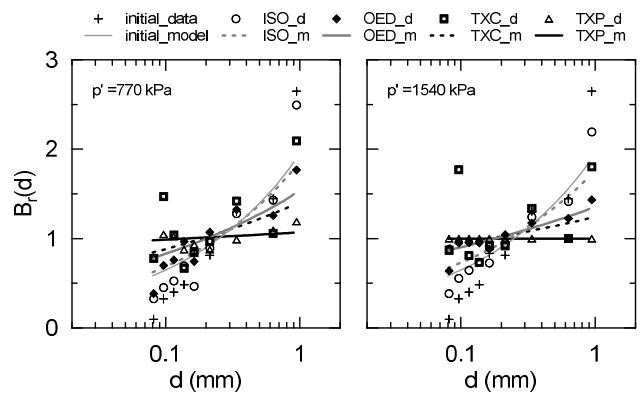 initial_data ISO_d OED_d TXC_d TXP_d
initial_model ISO_m OED_m TXC_m TXP_m
p' =770 kPa
p' =1540 kPa
Br(d)
3
2
1
0
0.1 1
0.1 1
d (mm)
d (mm)